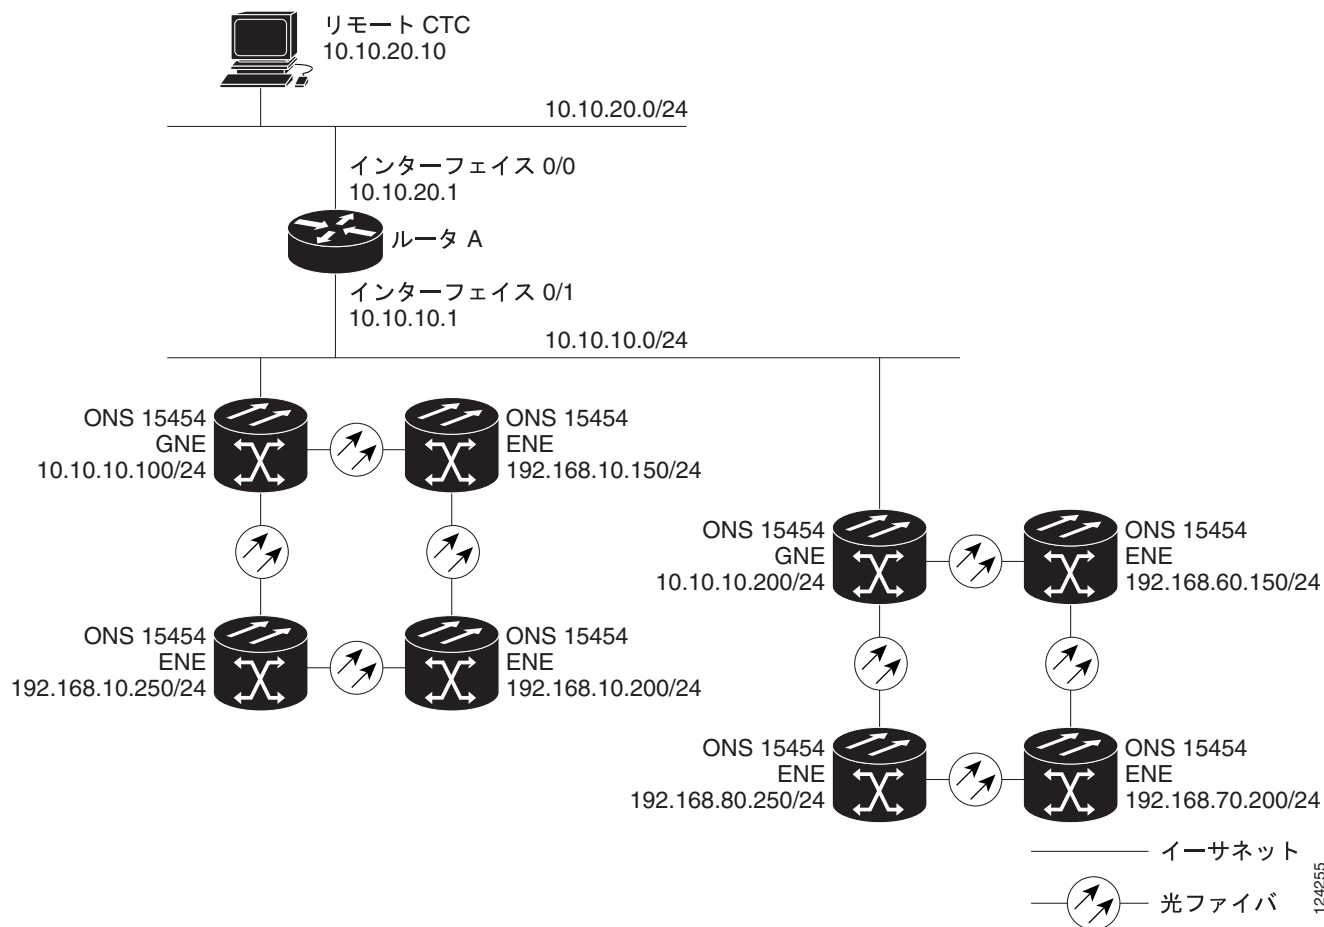 リモート CTC
10.10.20.10
10.10.20.0/24
インターフェイス 0/0
10.10.20.1
ルータ A
インターフェイス 0/1
10.10.10.1
10.10.10.0/24
ONS 15454
GNE
10.10.10.100/24
ONS 15454
ENE
192.168.10.150/24
ONS 15454
GNE
10.10.10.200/24
ONS 15454
ENE
192.168.60.150/24
ONS 15454
ENE
192.168.10.250/24
ONS 15454
ENE
192.168.10.200/24
ONS 15454
ENE
192.168.80.250/24
ONS 15454
ENE
192.168.70.200/24
イーサネット
光ファイバ
124255